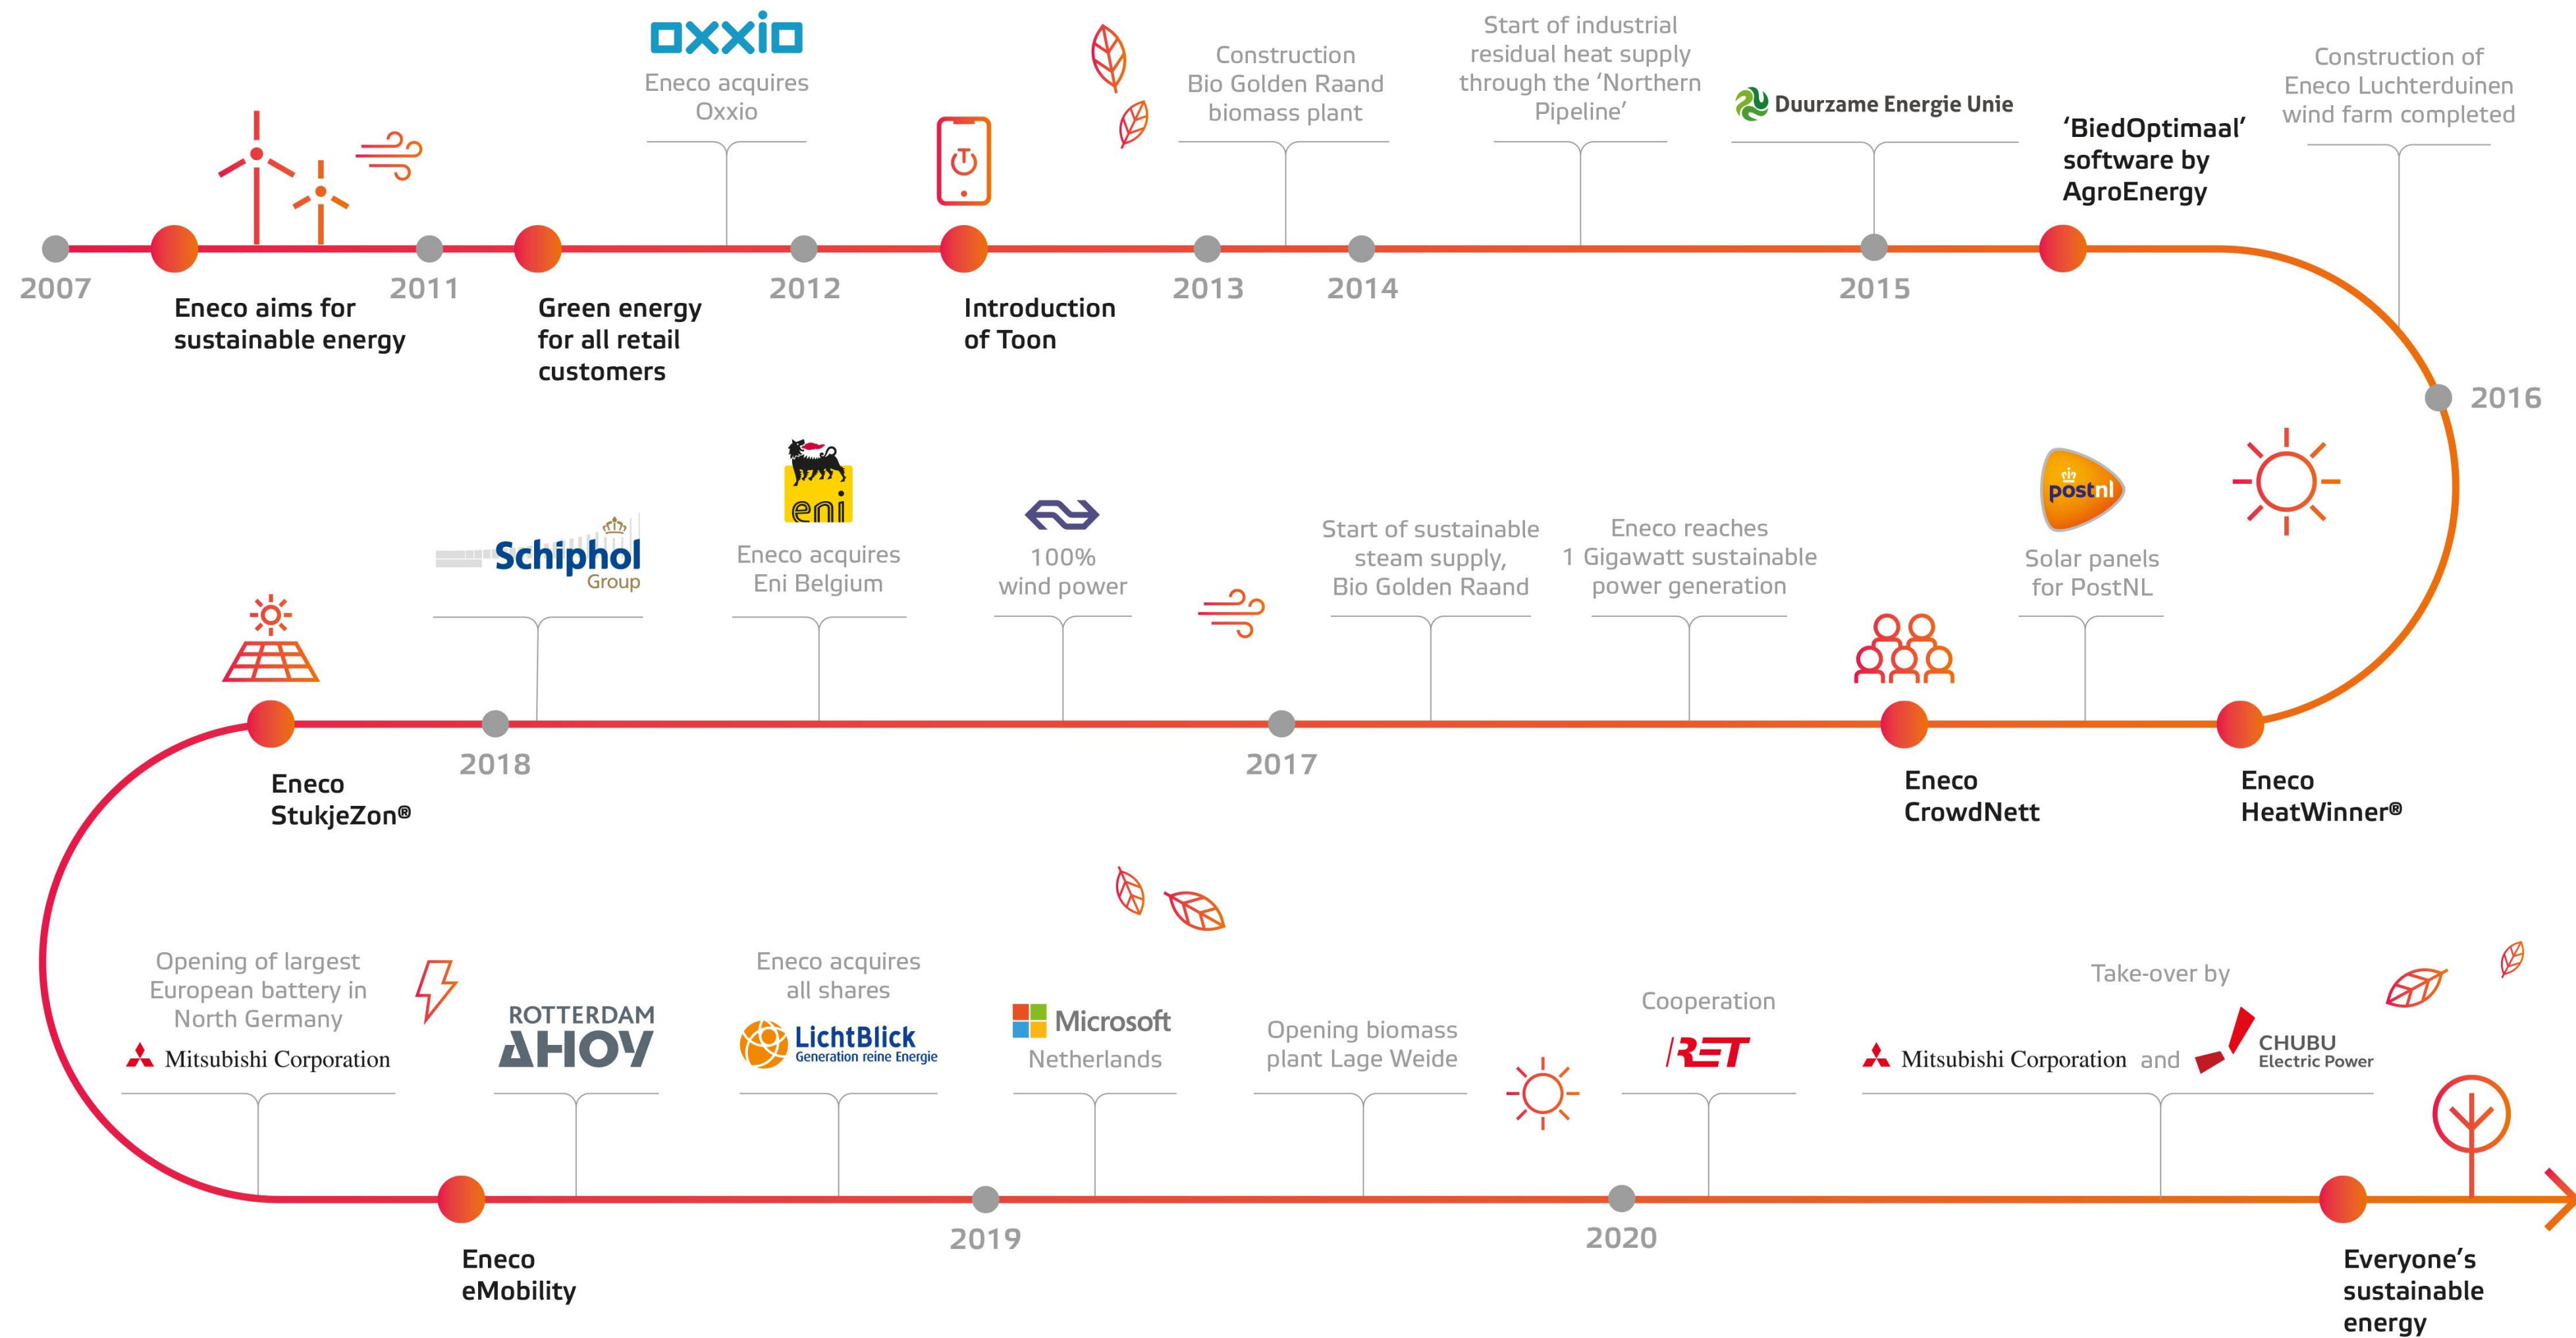 oxxio
Eneco acquires
Oxxio
Construction
Bio Golden Raand
biomass plant
Start of industrial
residual heat supply
through the ‘Northern
Pipeline’
Duurzame Energie Unie
‘BiedOptimaal’
software by
AgroEnergy
Construction of
Eneco Luchterduinen
wind farm completed
2007
Eneco aims for
sustainable energy
2011
Green energy
for all retail
customers
2012
Introduction
of Toon
2013
2014
2015
2016
Schiphol
Group
eni
Eneco acquires
Eni Belgium
100%
wind power
Start of sustainable
steam supply,
Bio Golden Raand
Eneco reaches
1 Gigawatt sustainable
power generation
postnl
Solar panels
for PostNL
Eneco
StukjeZon®
2018
2017
Eneco
CrowdNett
Eneco
HeatWinner®
Opening of largest
European battery in
North Germany
Mitsubishi Corporation
ROTTERDAM
AHOY
Eneco acquires
all shares
LichtBlick
Generation reine Energie
Microsoft
Netherlands
Opening biomass
plant Lage Weide
Cooperation
RET
Take-over by
Mitsubishi Corporation and
CHUBU
Electric Power
Eneco
eMobility
2019
2020
Everyone’s
sustainable
energy